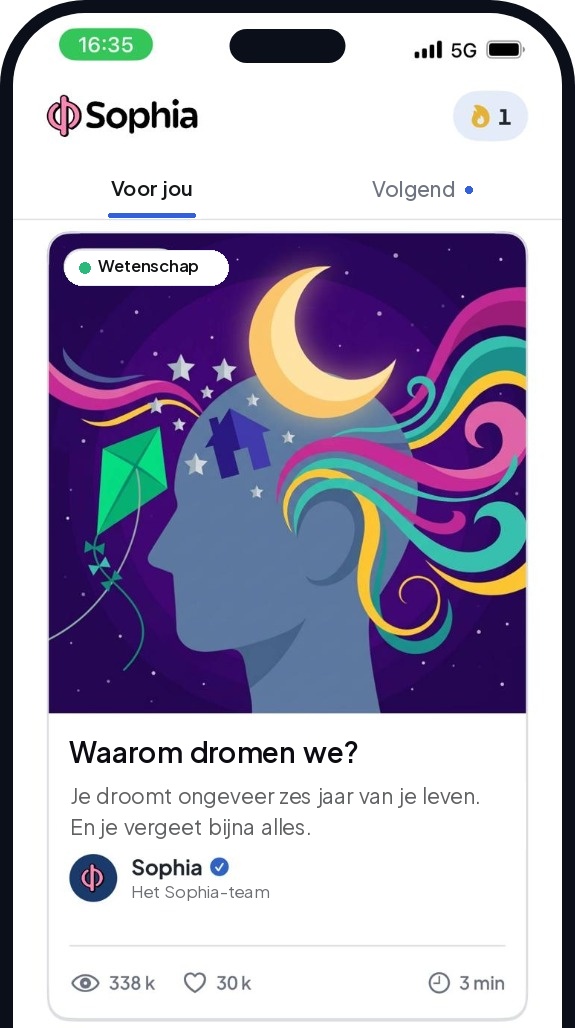 16:35
5G
Sophia
1
Voor jou
Volgend
Wetenschap
Waarom dromen we?
Je droomt ongeveer zes jaar van je leven.
En je vergeet bijna alles.
Sophia
Het Sophia-team
338 k
30 k
3 min